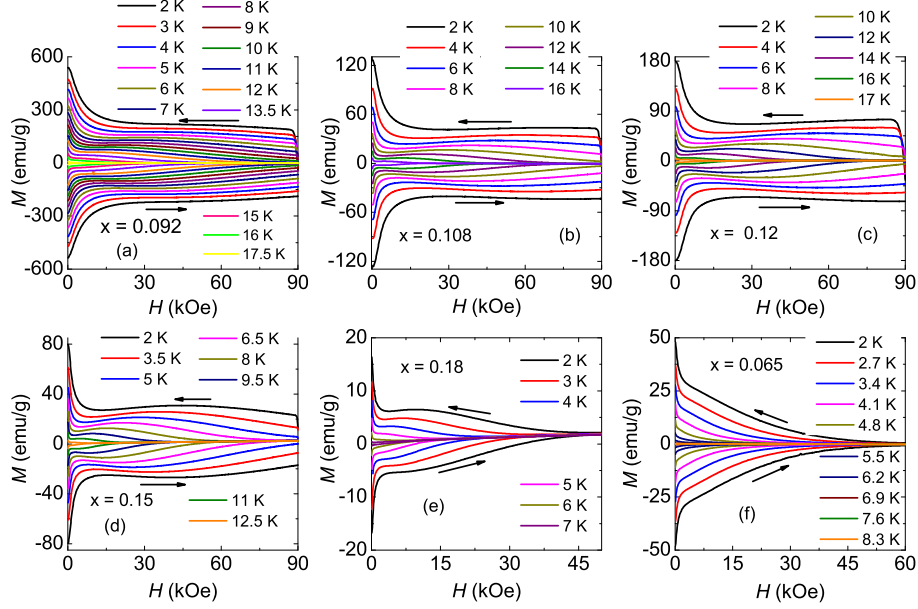 2 K
3 K
4 K
5 K
6 K
7 K
8 K
9 K
10 K
11 K
12 K
13.5 K
600
300
0
-300
-600
M (emu/g)
x = 0.092
(a)
15 K
16 K
17.5 K
0 30 60 90
H (kOe)
2 K
4 K
6 K
8 K
10 K
12 K
14 K
16 K
120
60
0
-60
-120
M (emu/g)
x = 0.108
(b)
0 30 60 90
H (kOe)
2 K
4 K
6 K
8 K
10 K
12 K
14 K
16 K
17 K
180
90
0
-90
-180
M (emu/g)
x = 0.12
(c)
0 30 60 90
H (kOe)
2 K
3.5 K
5 K
6.5 K
8 K
9.5 K
80
40
0
-40
-80
M (emu/g)
x = 0.15
(d)
11 K
12.5 K
0 30 60 90
H (kOe)
x = 0.18
2 K
3 K
4 K
20
10
0
-10
-20
M (emu/g)
(e)
5 K
6 K
7 K
0 15 30 45
H (kOe)
x = 0.065
2 K
2.7 K
3.4 K
4.1 K
4.8 K
50
25
0
-25
-50
M (emu/g)
(f)
5.5 K
6.2 K
6.9 K
7.6 K
8.3 K
0 15 30 45 60
H (kOe)